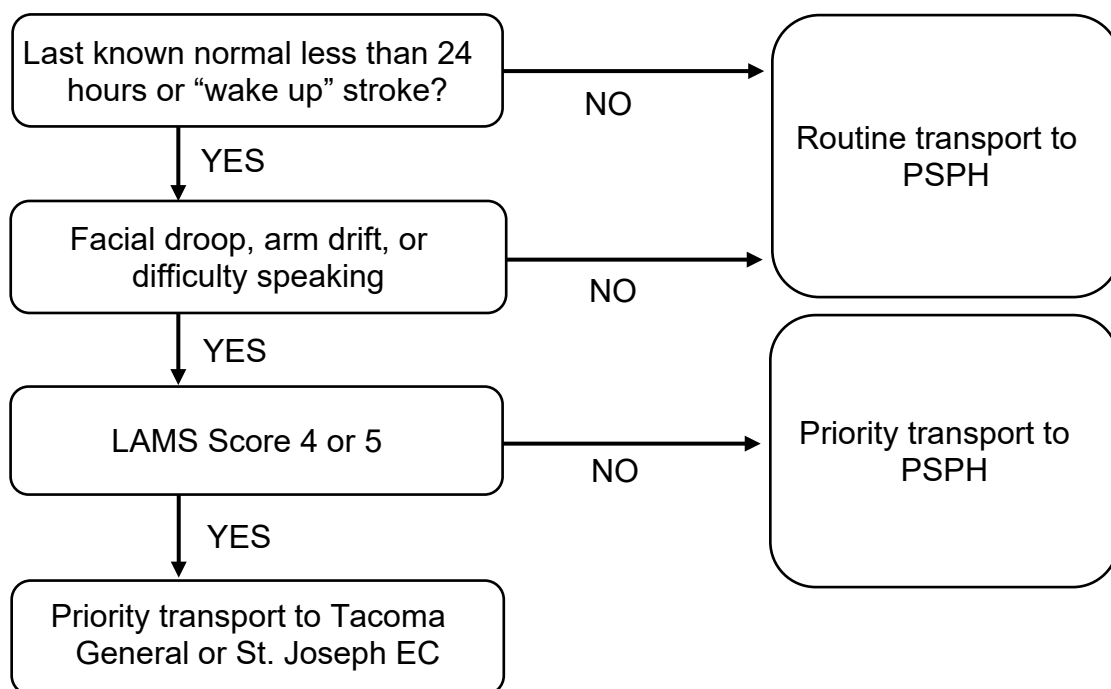 Last known normal less than 24
hours or “wake up” stroke?
NO
Routine transport to
PSPH
YES
Facial droop, arm drift, or
difficulty speaking
NO
YES
LAMS Score 4 or 5
NO
Priority transport to
PSPH
YES
Priority transport to Tacoma
General or St. Joseph EC